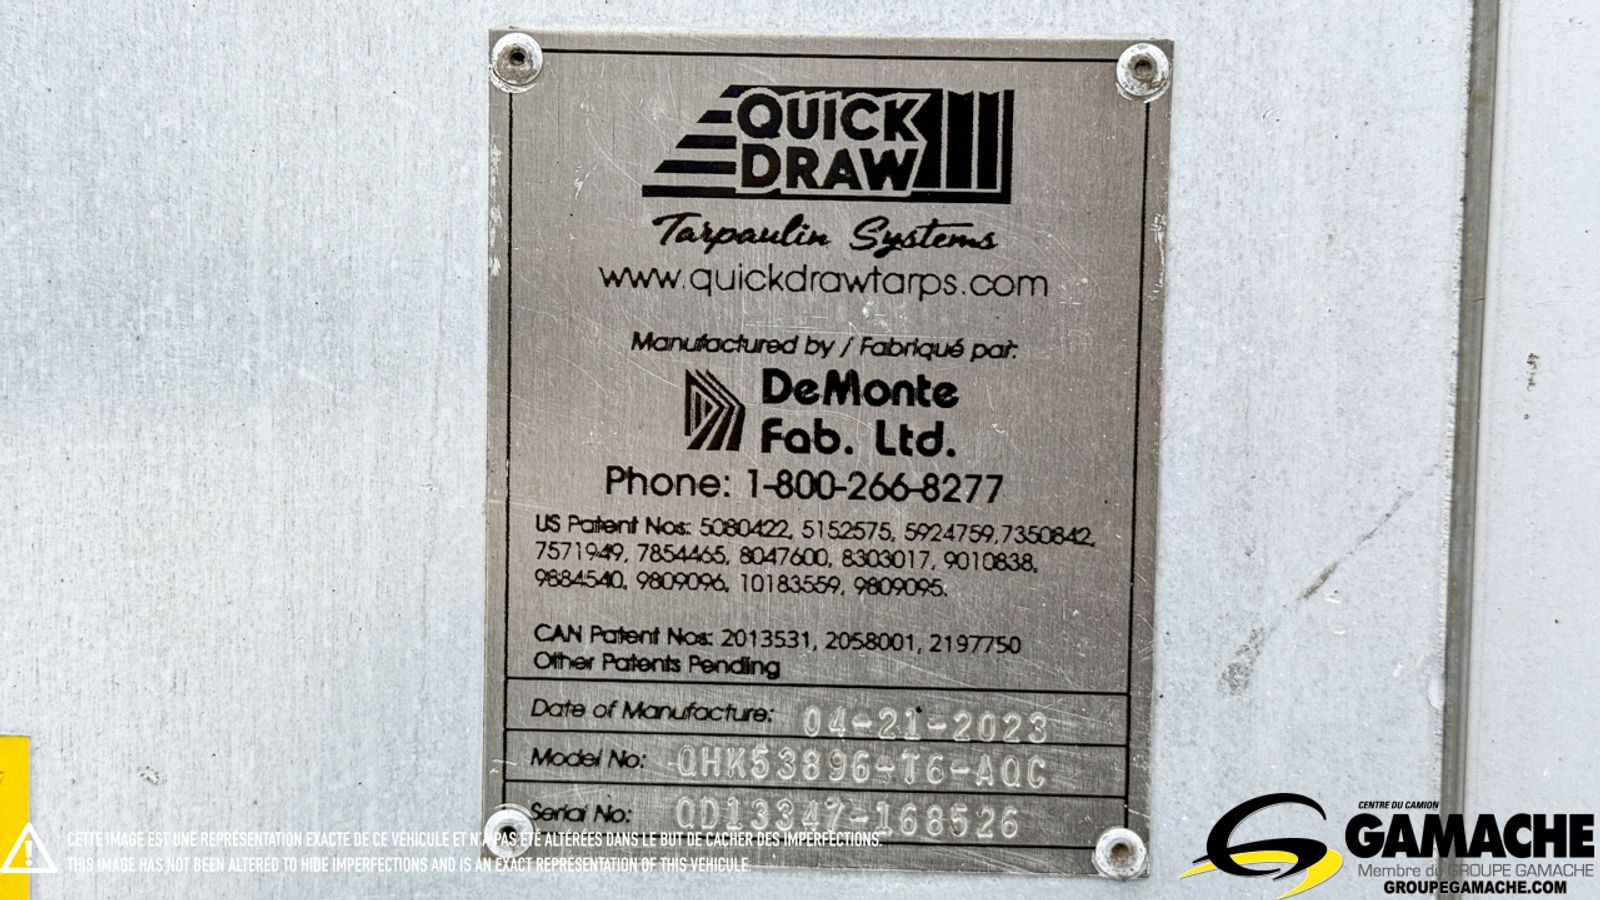 QUICK
DRAW
Tarpaulin Systems
www.quickdrawtarps.com
Manufactured by / Fabriqué par:
DeMonte
Fab. Ltd.
Phone: 1-800-266-8277
US Patent Nos: 5080422, 5152575, 5924759,7350842,
7571949, 7854465, 8047600, 8303017, 9010838,
9884540, 9809096, 10183559, 9809095.
CAN Patent Nos: 2013531, 2058001, 2197750
Other Patents Pending
Date of Manufacture: 04-21-2023
Model No: QHK53896-T6-AQC
Serial No: QD13347-168526
CETTE IMAGE EST UNE REPRÉSENTATION EXACTE DE CE VÉHICULE ET N'A PAS ÉTÉ ALTÉRÉES DANS LE BUT DE CACHER DES IMPERFECTIONS.
THIS IMAGE HAS NOT BEEN ALTERED TO HIDE IMPERFECTIONS AND IS AN EXACT REPRESENTATION OF THIS VEHICULE.
CENTRE DU CAMION
GAMACHE
Membre du GROUPE GAMACHE
GROUPEGAMACHE.COM